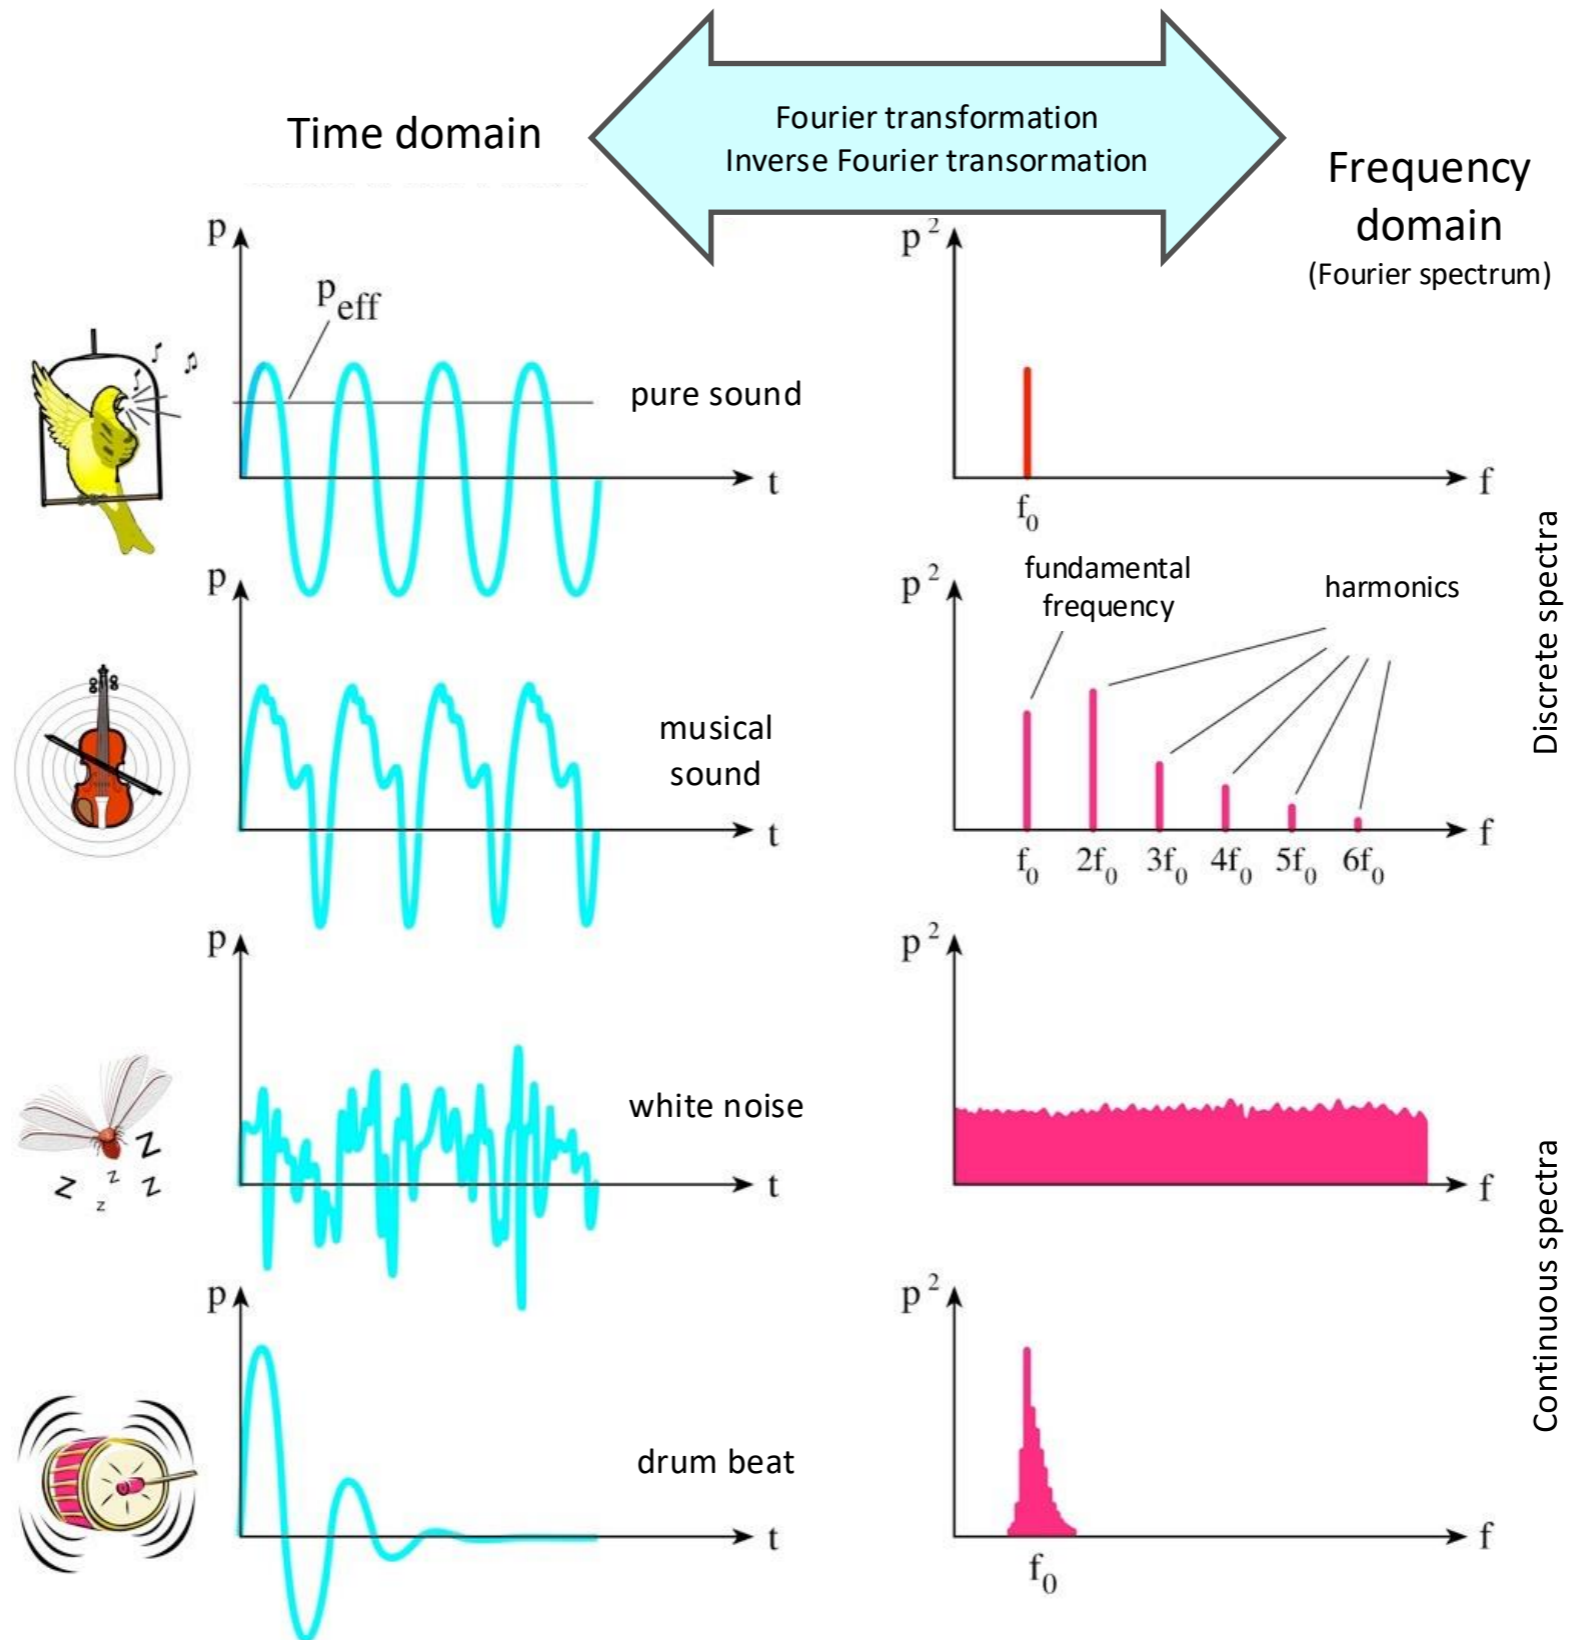 Time domain
Fourier transformation
Inverse Fourier transormation
Frequency
domain
(Fourier spectrum)
p
p_eff
pure sound
t
p²
f₀
f
p
musical
sound
t
p²
fundamental
frequency
harmonics
f₀ 2f₀ 3f₀ 4f₀ 5f₀ 6f₀
f
Discrete spectra
p
white noise
t
Z
Z
Z
Z
Z
p²
f
p
drum beat
t
p²
f₀
f
Continuous spectra